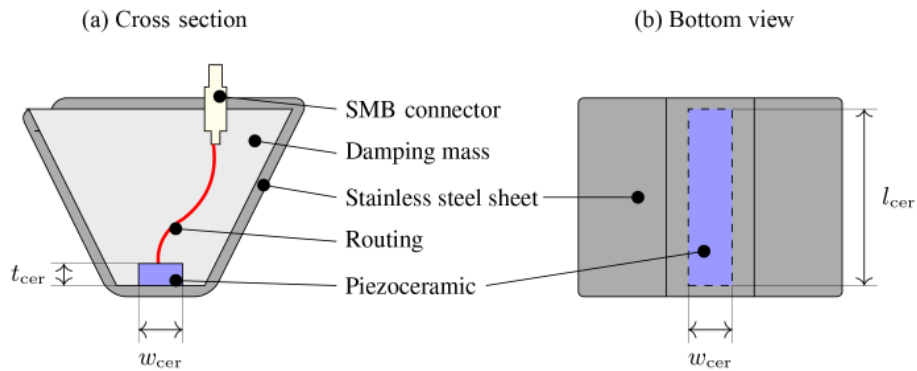 (a) Cross section
(b) Bottom view
SMB connector
Damping mass
Stainless steel sheet
Routing
Piezoceramic
t_cer
w_cer
l_cer
w_cer